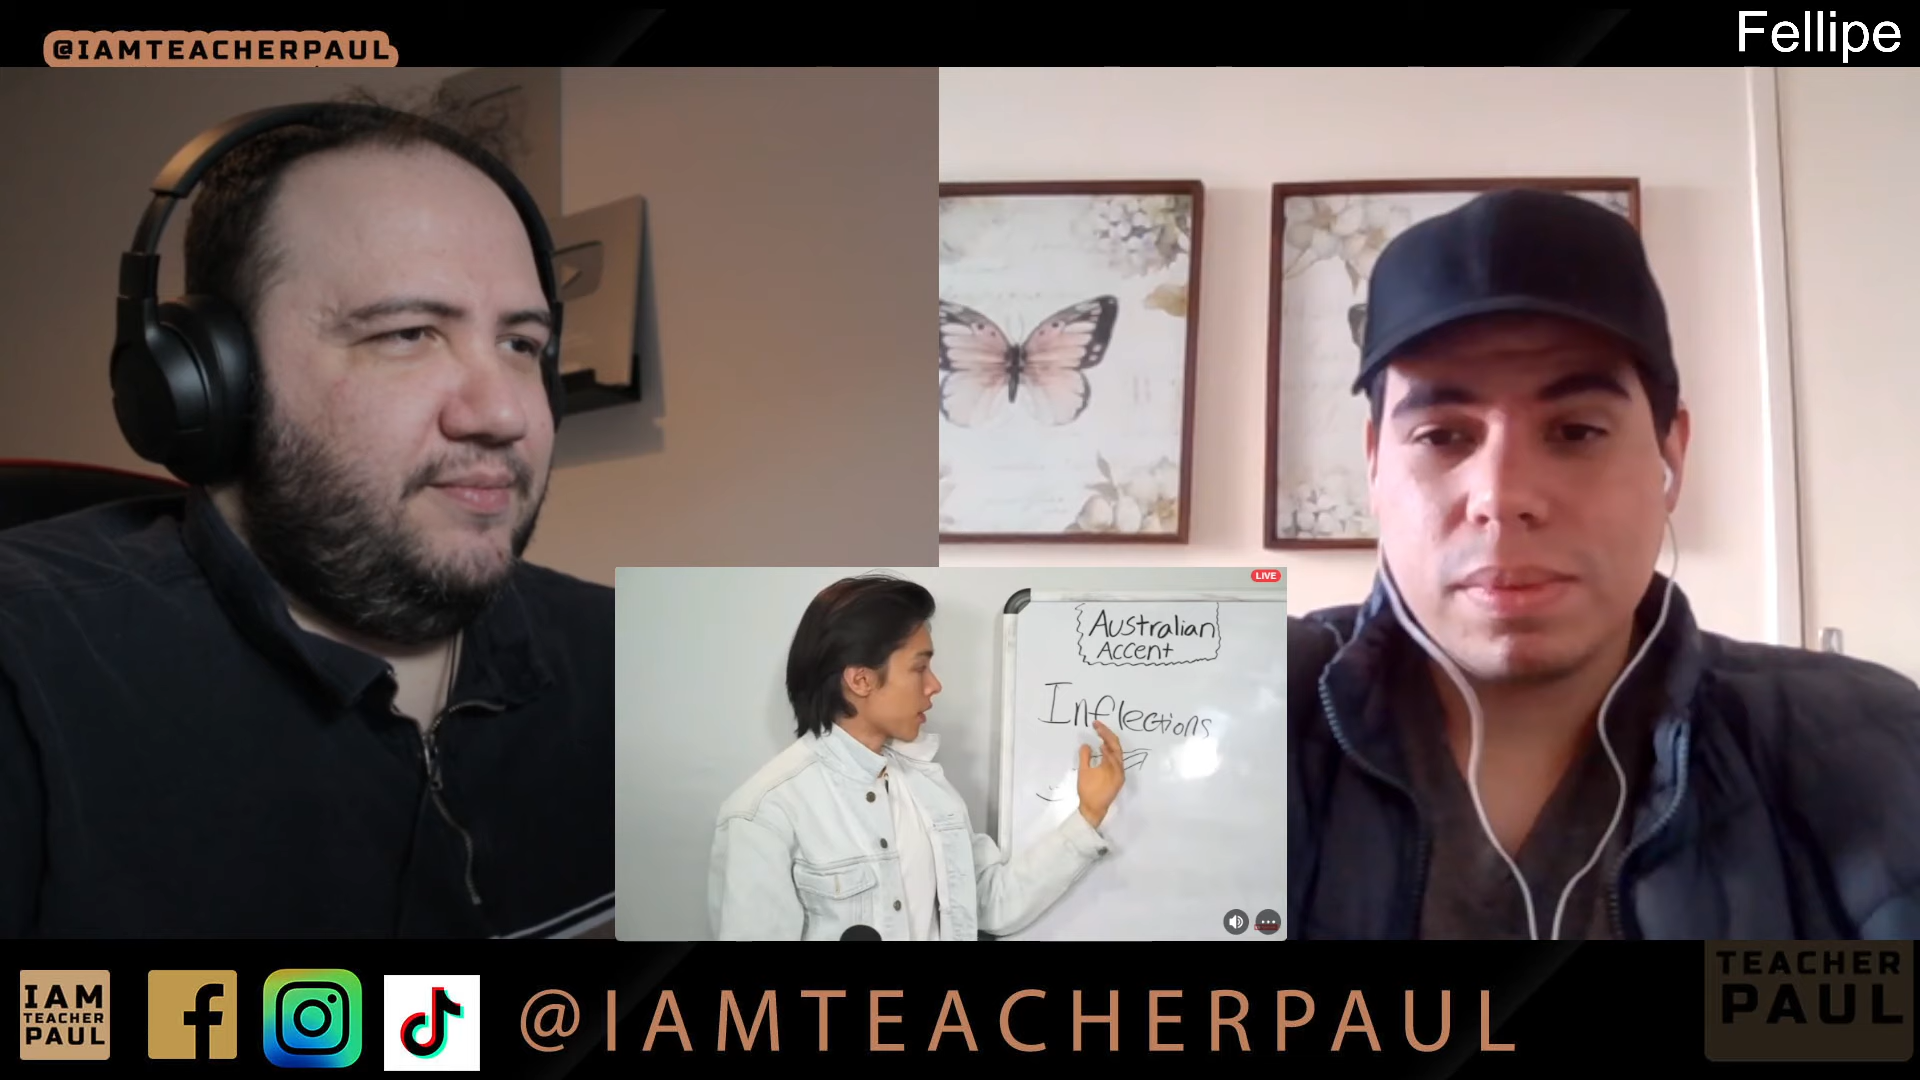 @IAMTEACHERPAUL
Fellipe
LIVE
Australian
Accent
Inflections
IAM
TEACHER
PAUL
@IAMTEACHERPAUL
TEACHER
PAUL